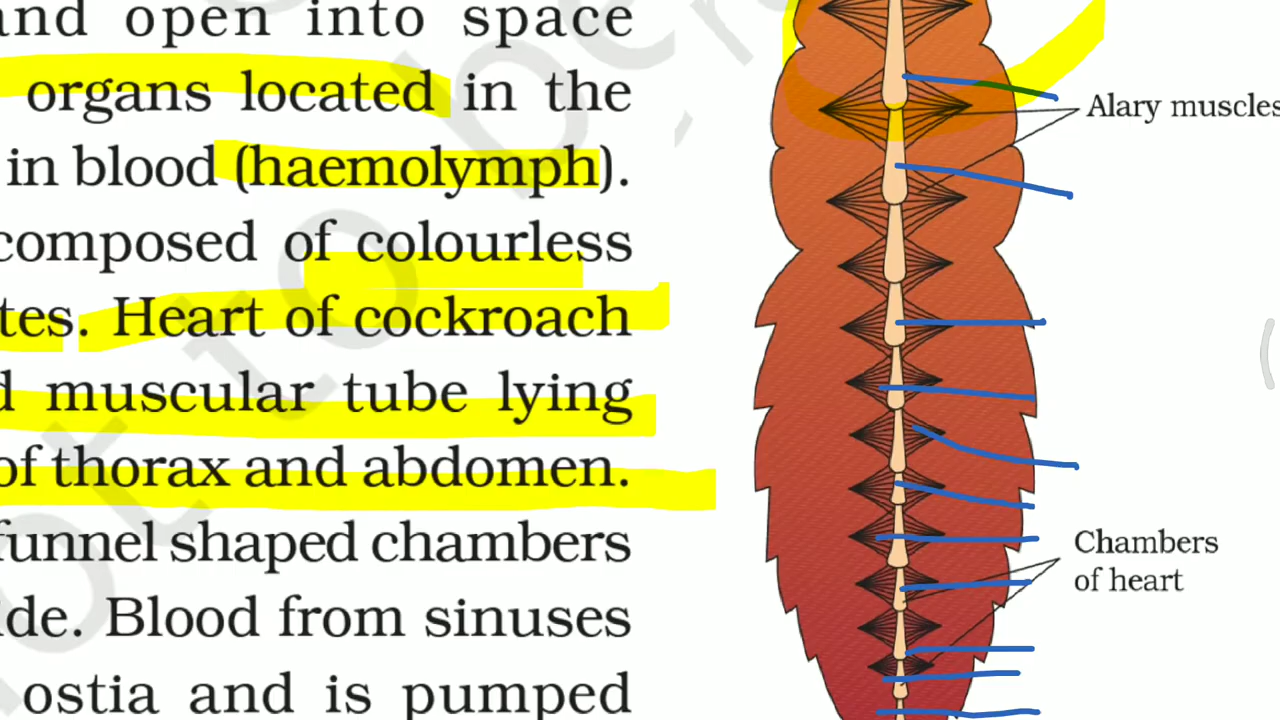 and open into space
organs located in the
in blood (haemolymph).
composed of colourless
tes. Heart of cockroach
d muscular tube lying
of thorax and abdomen.
funnel shaped chambers
ide. Blood from sinuses
ostia and is pumped
Alary muscles
Chambers
of heart